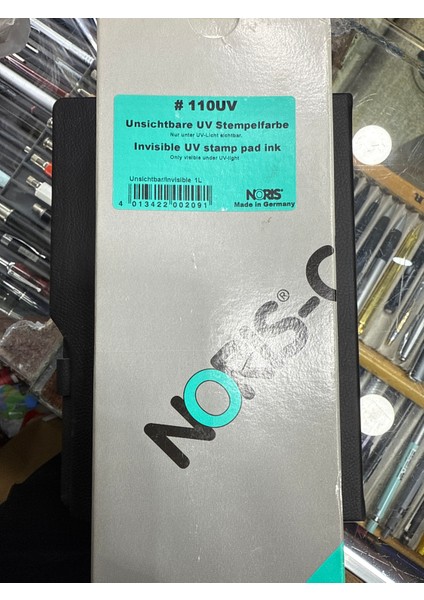 # 110UV
Unsichtbare UV Stempelfarbe
Nur unter UV-Licht sichtbar.
Invisible UV stamp pad ink
Only visible under UV-light.
Unsichtbar/Invisible 1L
NORIS®
Made in Germany
4 013422 002091
NORIS®-C